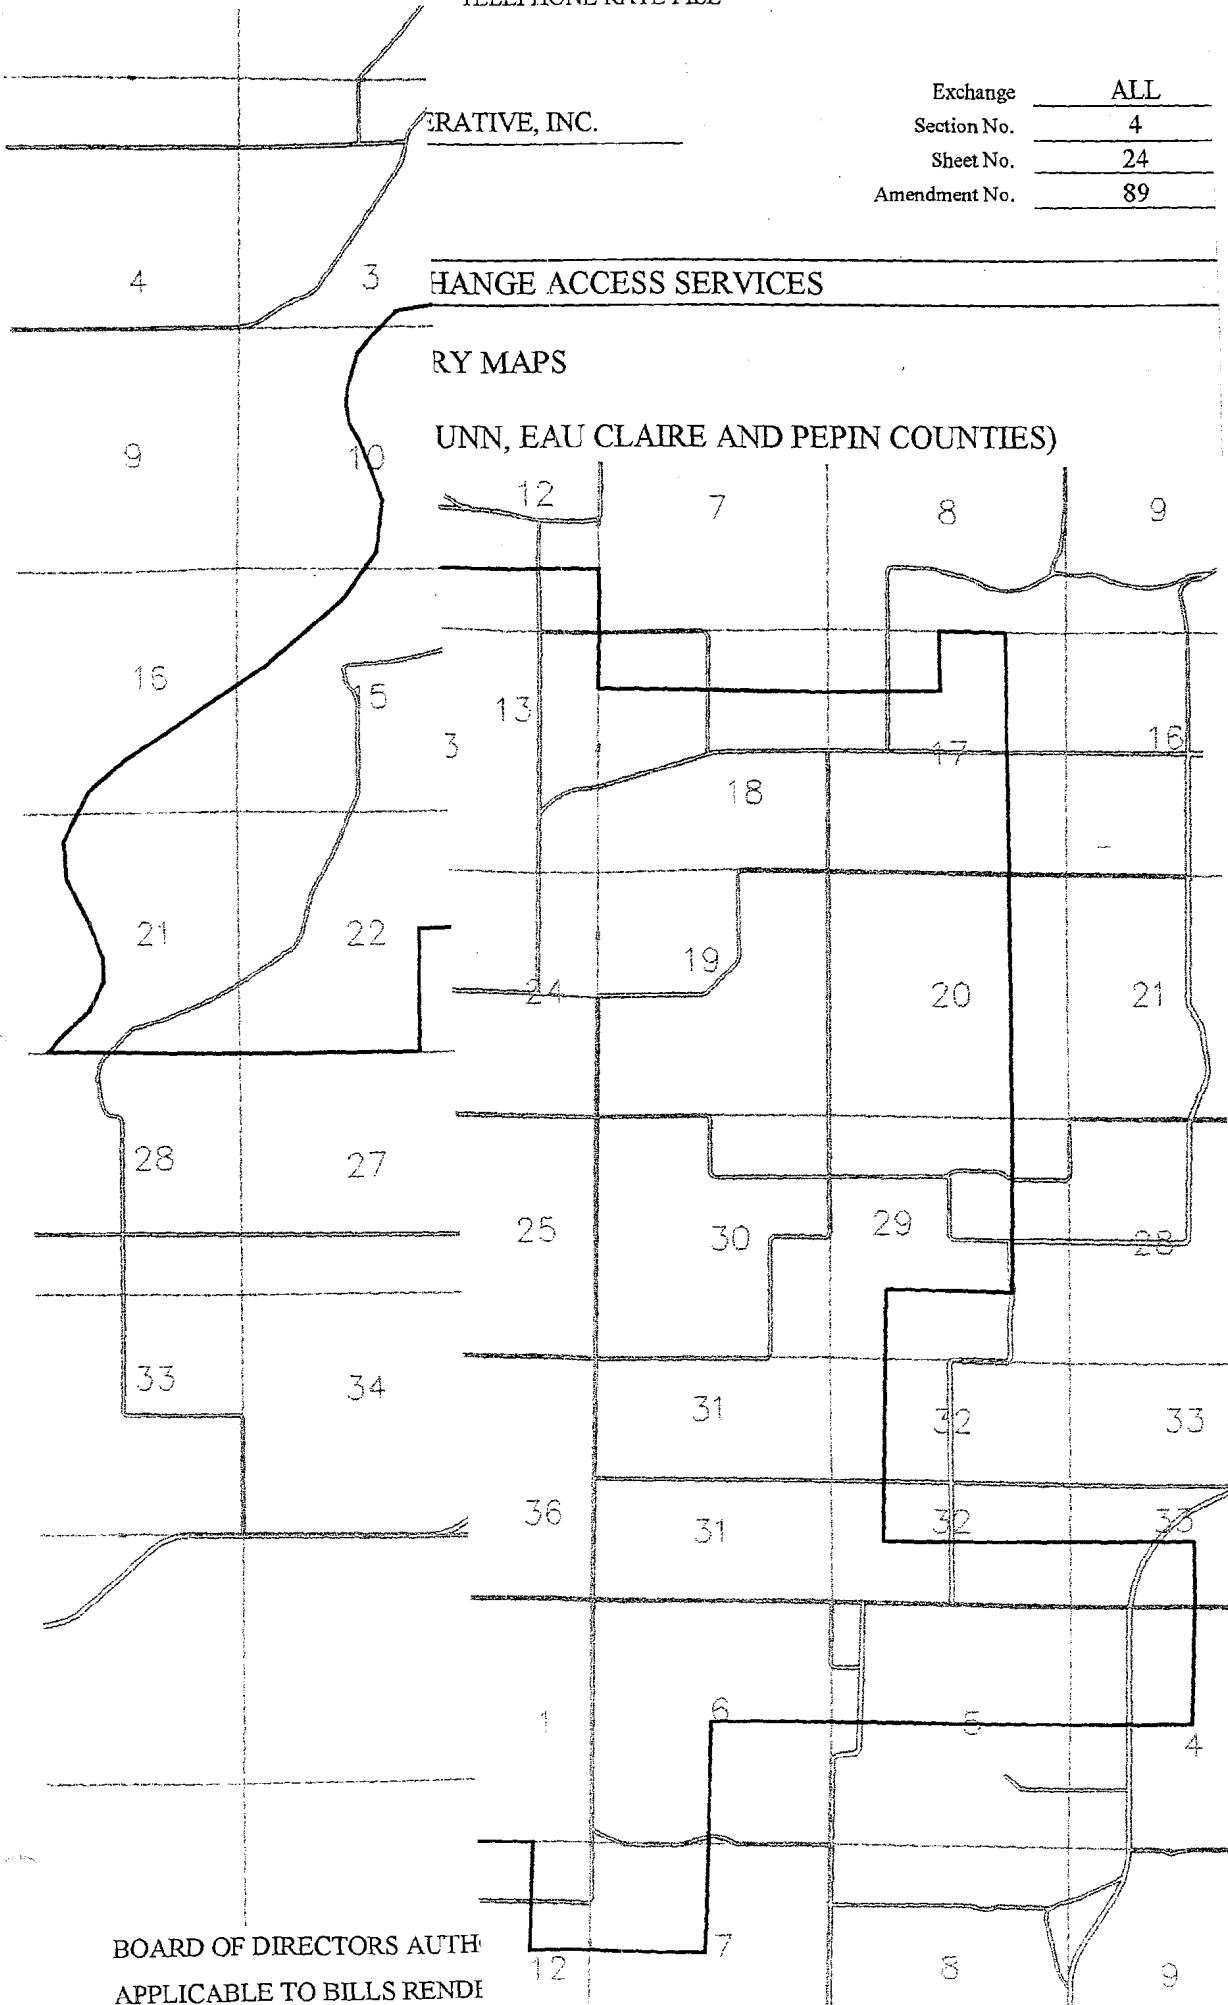 TELEPHONE RATE FILE
ERATIVE, INC.
Exchange ALL
Section No. 4
Sheet No. 24
Amendment No. 89
HANGE ACCESS SERVICES
RY MAPS
UNN, EAU CLAIRE AND PEPIN COUNTIES)
4 3
9 10
12 7 8 9
16 15
13 17 16
3
18
21 22
19
24 20 21
28 27
25 30 29 28
33 34
31 32 33
36 31 32 33
1 6 5 4
12 7 8 9
BOARD OF DIRECTORS AUTH
APPLICABLE TO BILLS RENDE